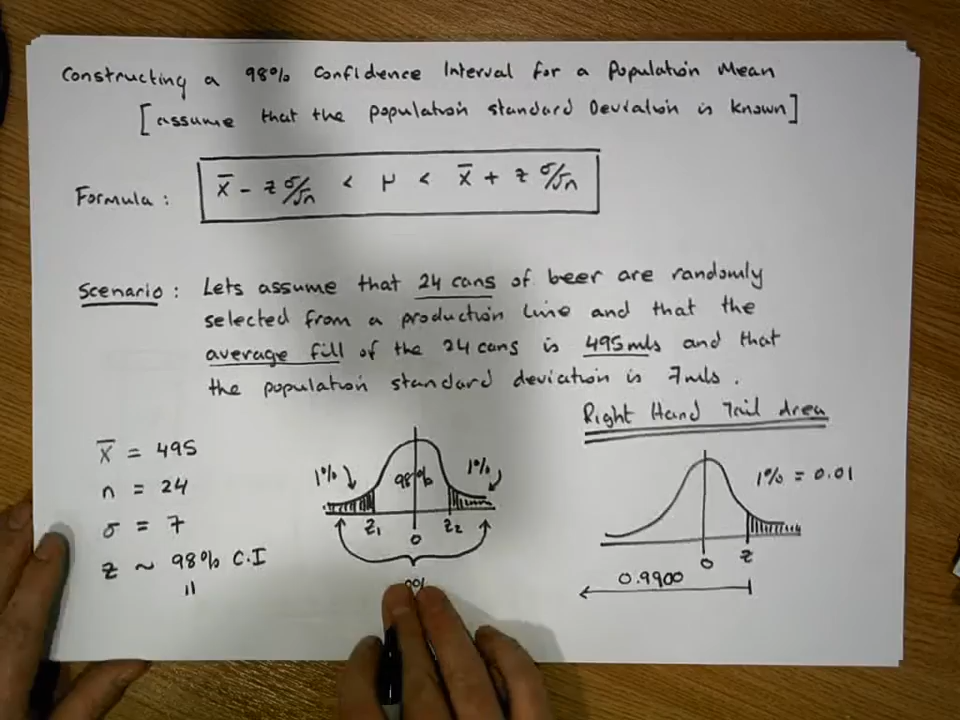 Constructing a 98% Confidence Interval for a Population Mean
[assume that the population standard Deviation is known]
Formula: x̄ - z σ/√n < μ < x̄ + z σ/√n
Scenario: Lets assume that 24 cans of beer are randomly
selected from a production line and that the
average fill of the 24 cans is 495mls and that
the population standard deviation is 7mls.
Right Hand Tail Area
x̄ = 495
n = 24
σ = 7
z ~ 98% C.I
"
1% 98% 1%
Z₁ 0 Z₂
1% = 0.01
0 z
0.9900